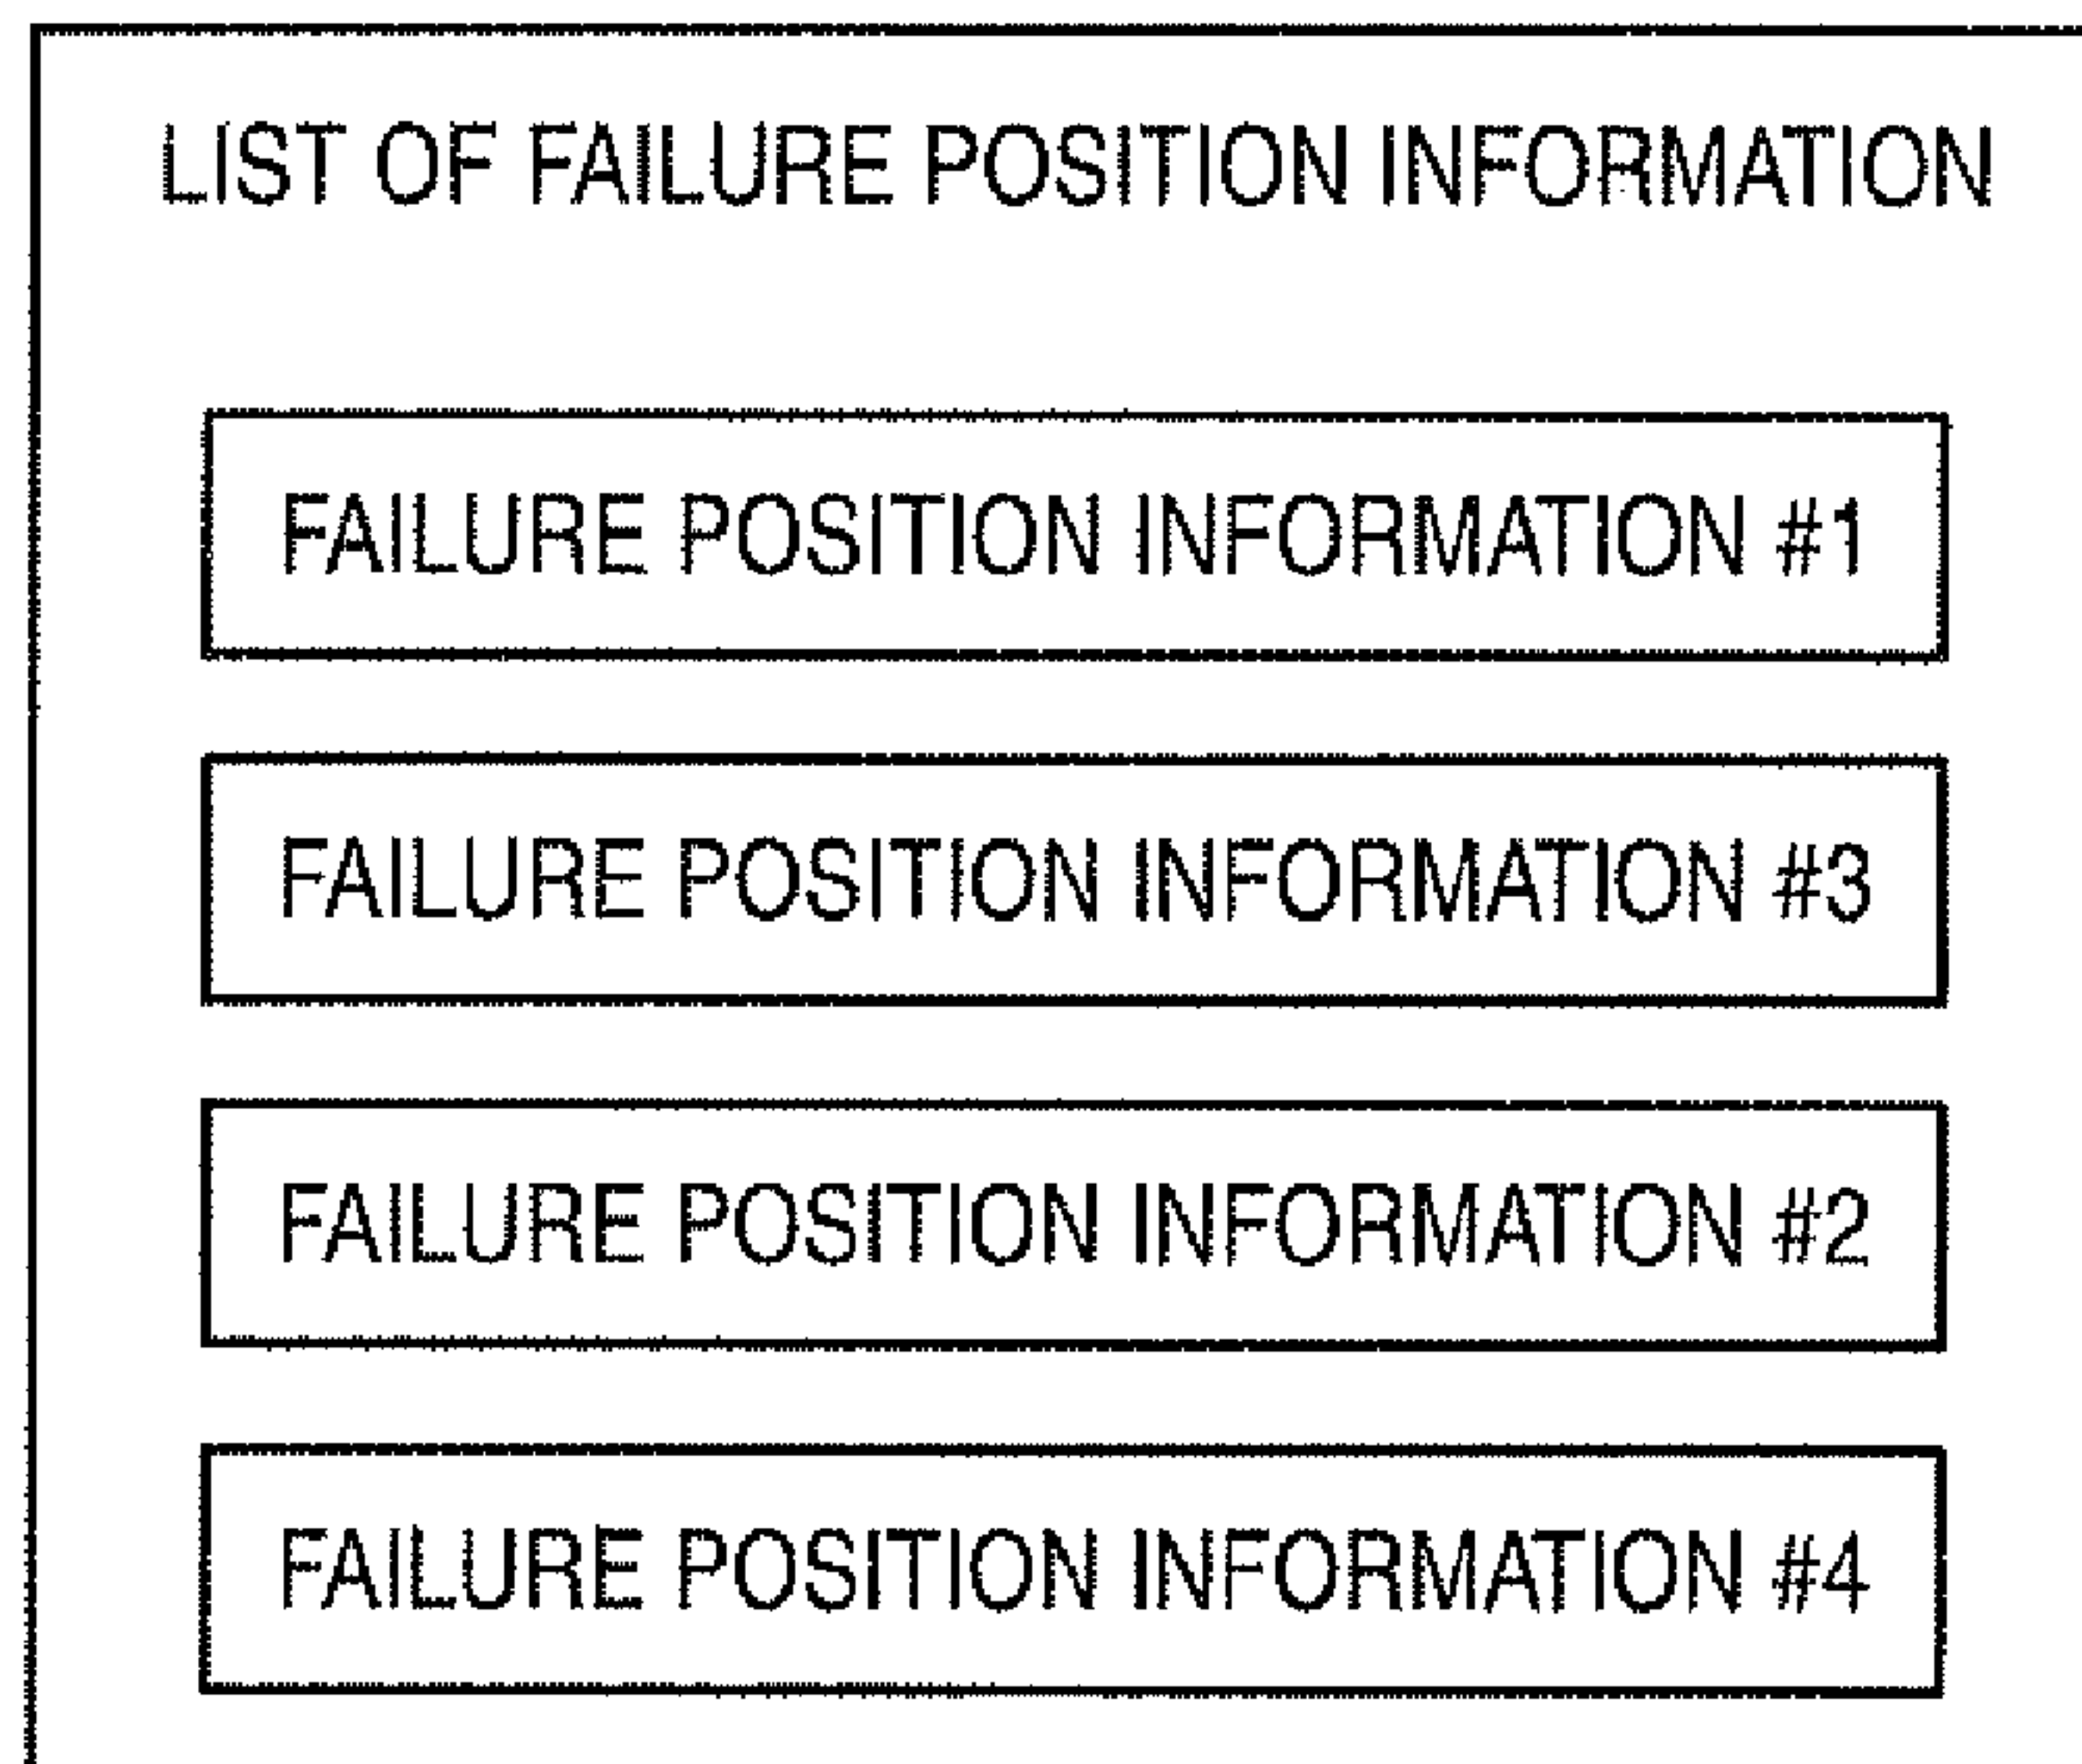 LIST OF FAILURE POSITION INFORMATION
FAILURE POSITION INFORMATION #1
FAILURE POSITION INFORMATION #3
FAILURE POSITION INFORMATION #2
FAILURE POSITION INFORMATION #4